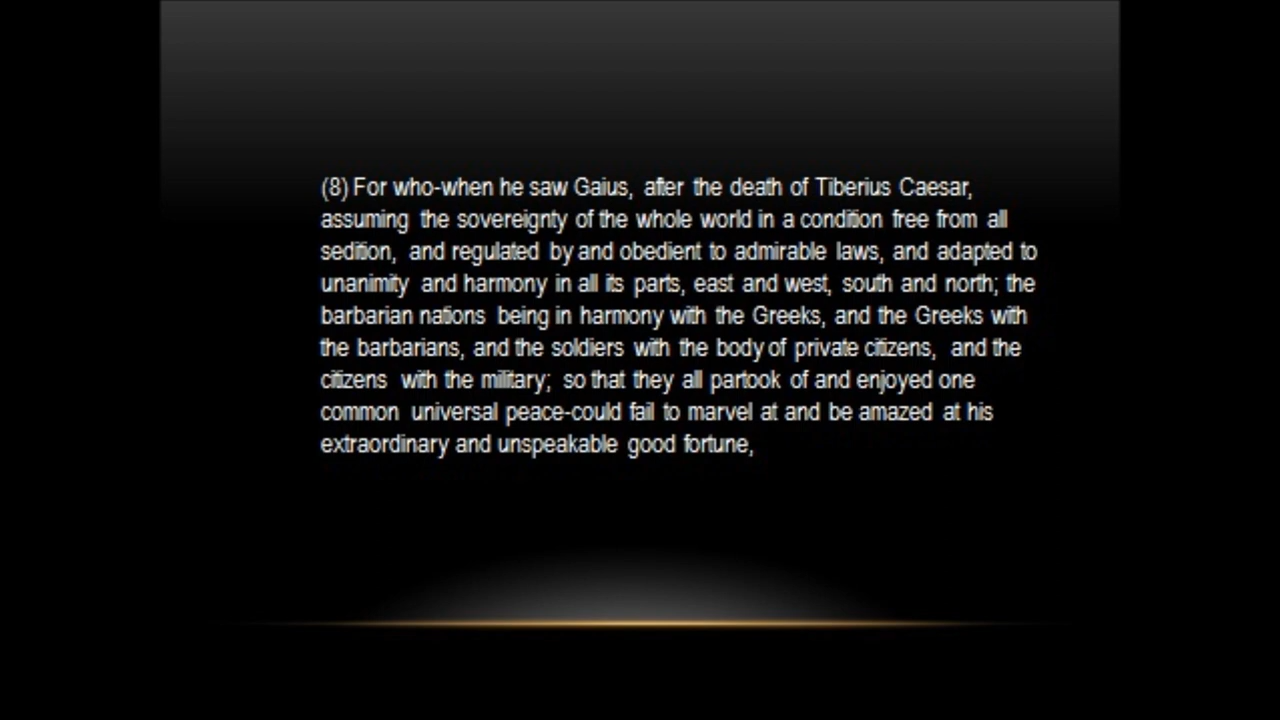 (8) For who-when he saw Gaius, after the death of Tiberius Caesar,
assuming the sovereignty of the whole world in a condition free from all
sedition, and regulated by and obedient to admirable laws, and adapted to
unanimity and harmony in all its parts, east and west, south and north; the
barbarian nations being in harmony with the Greeks, and the Greeks with
the barbarians, and the soldiers with the body of private citizens, and the
citizens with the military; so that they all partook of and enjoyed one
common universal peace-could fail to marvel at and be amazed at his
extraordinary and unspeakable good fortune,